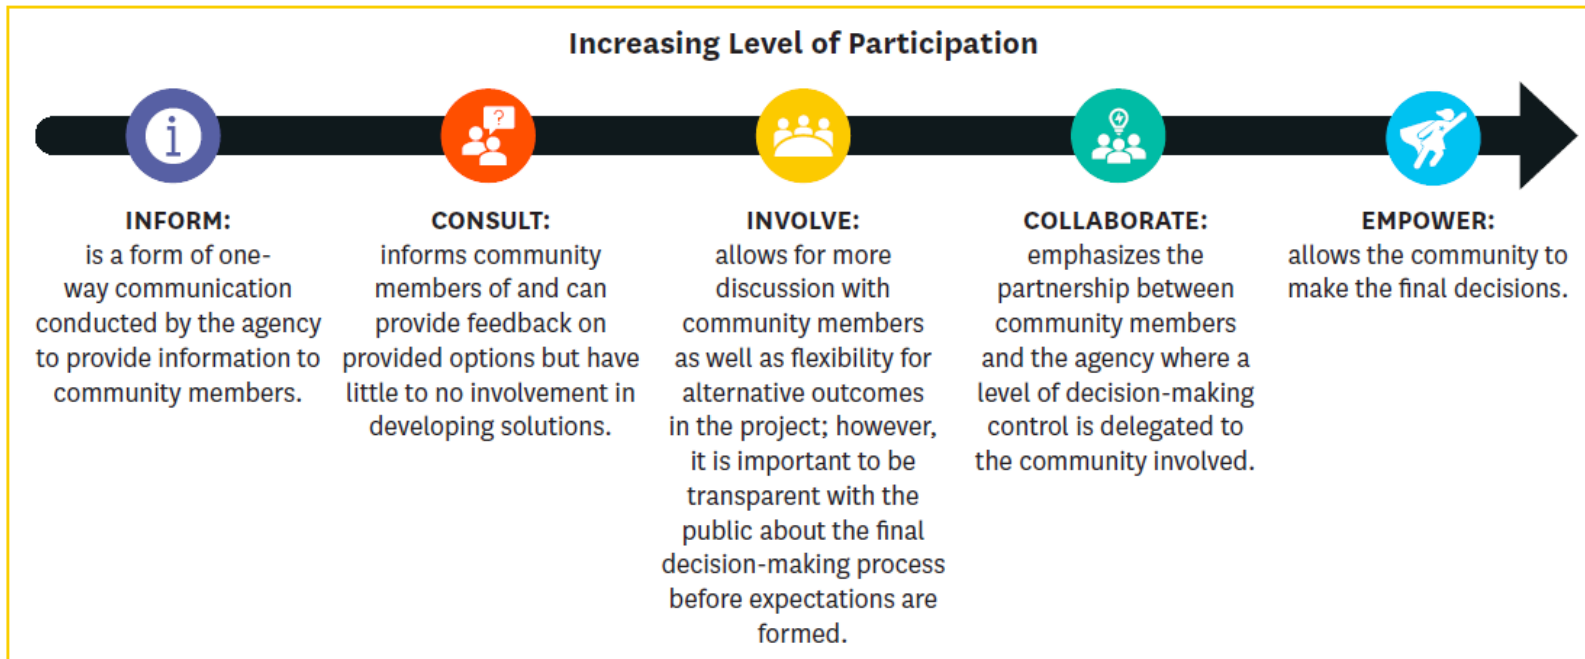 Increasing Level of Participation
i
?
INFORM:
is a form of one-
way communication
conducted by the agency
to provide information to
community members.
CONSULT:
informs community
members of and can
provide feedback on
provided options but have
little to no involvement in
developing solutions.
INVOLVE:
allows for more
discussion with
community members
as well as flexibility for
alternative outcomes
in the project; however,
it is important to be
transparent with the
public about the final
decision-making process
before expectations are
formed.
COLLABORATE:
emphasizes the
partnership between
community members
and the agency where a
level of decision-making
control is delegated to
the community involved.
EMPOWER:
allows the community to
make the final decisions.